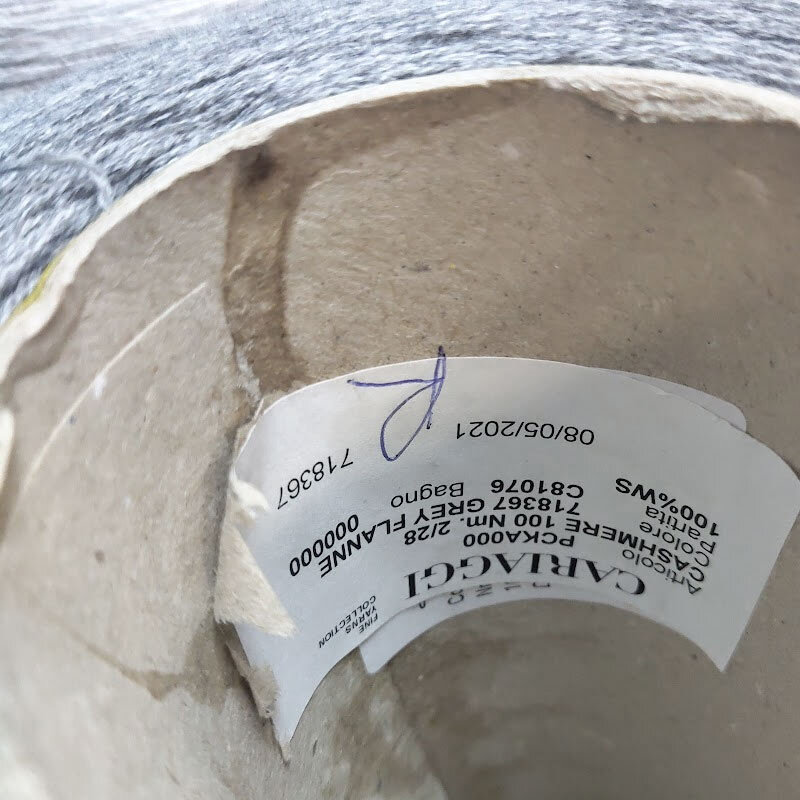 CARIAGGI
FINE
YARNS
COLLECTION
Articolo PCKA000 2/28
CASHMERE 100 Nm.
Colore 718367 GREY FLANNE
Partita C81076 Bagno 000000
100%WS
08/05/2021 718367